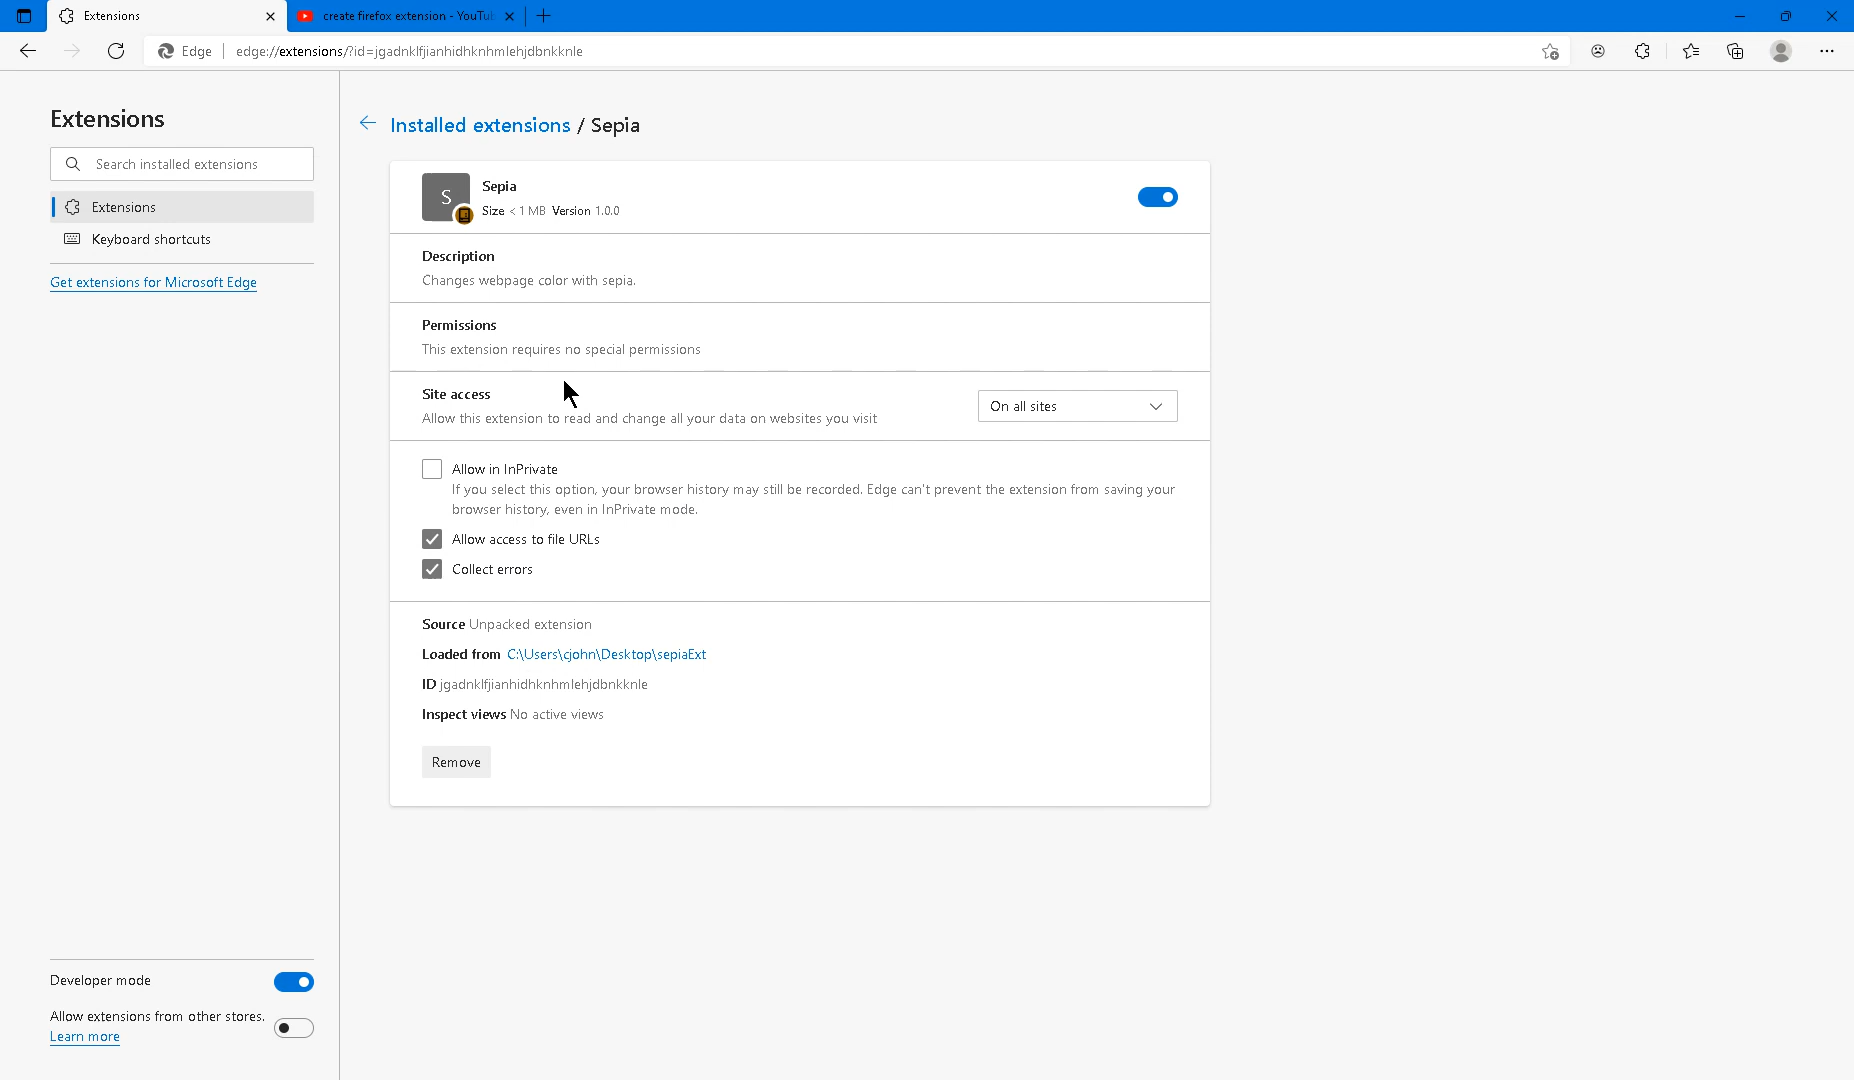 Extensions
create firefox extension - YouTub
Edge
edge://extensions/?id=jgadnklfjianhidhknhmlehjdbnkknle
Extensions
Search installed extensions
Extensions
Keyboard shortcuts
Get extensions for Microsoft Edge
Installed extensions / Sepia
S
Sepia
Size < 1 MB Version 1.0.0
Description
Changes webpage color with sepia.
Permissions
This extension requires no special permissions
Site access
Allow this extension to read and change all your data on websites you visit
On all sites
Allow in InPrivate
If you select this option, your browser history may still be recorded. Edge can't prevent the extension from saving your
browser history, even in InPrivate mode.
Allow access to file URLs
Collect errors
Source Unpacked extension
Loaded from C:\Users\cjohn\Desktop\sepiaExt
ID jgadnklfjianhidhknhmlehjdbnkknle
Inspect views No active views
Remove
Developer mode
Allow extensions from other stores.
Learn more